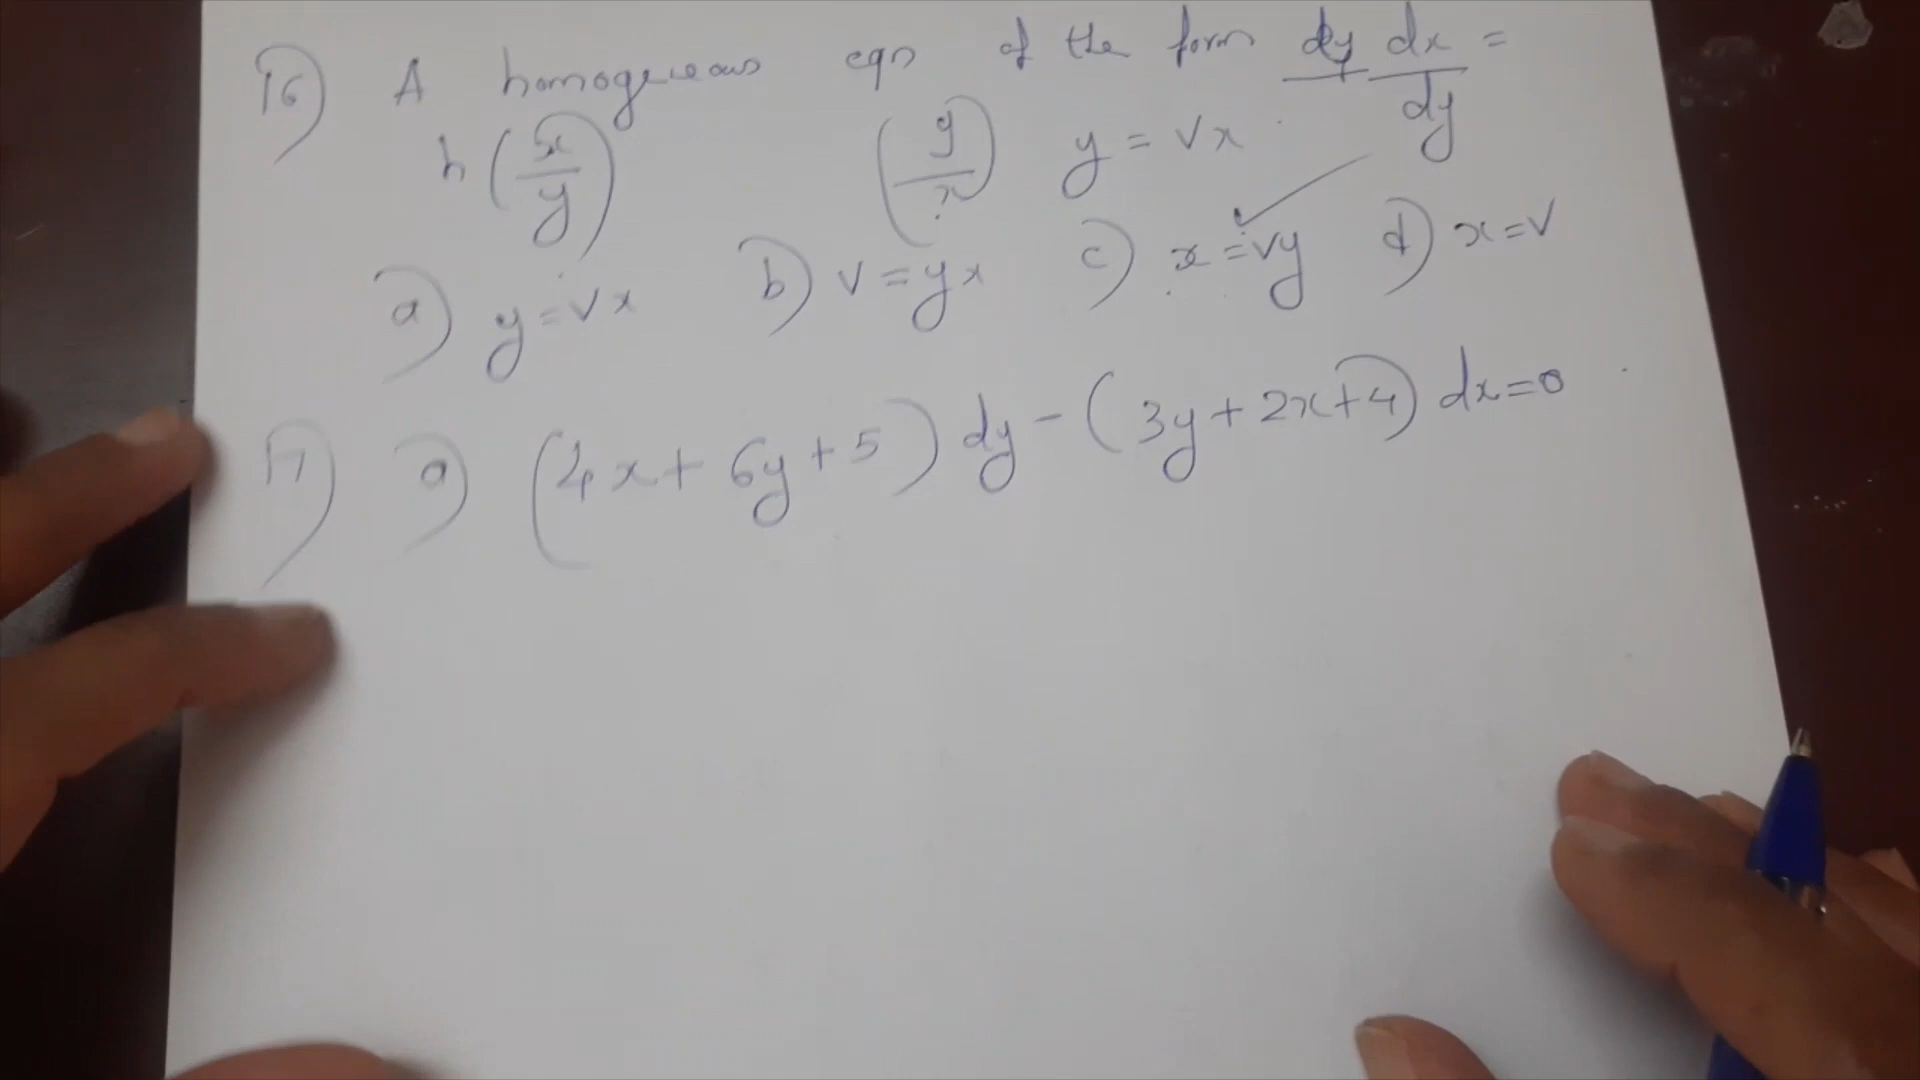 16) A homogeneous eqn of the form dy dx =
dy
h (x/y) (y/x) y = vx
a) y = vx b) v = yx c) x = vy d) x = v
17) a) (4x + 6y + 5) dy - (3y + 2x + 4) dx = 0